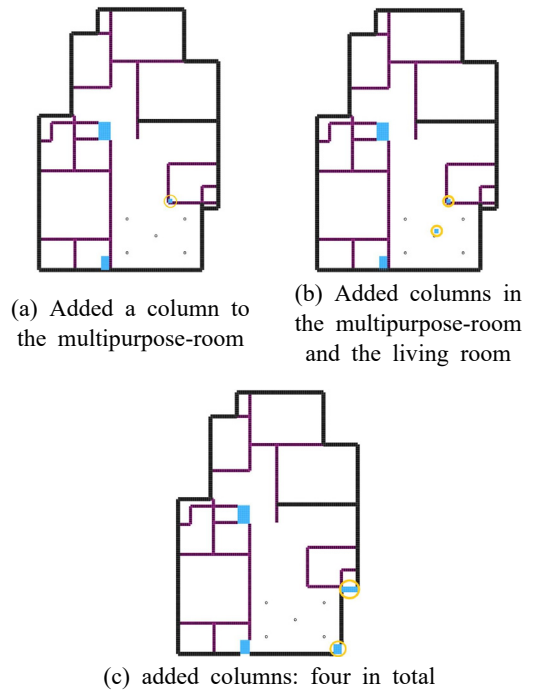 (a) Added a column to
the multipurpose-room
(b) Added columns in
the multipurpose-room
and the living room
(c) added columns: four in total